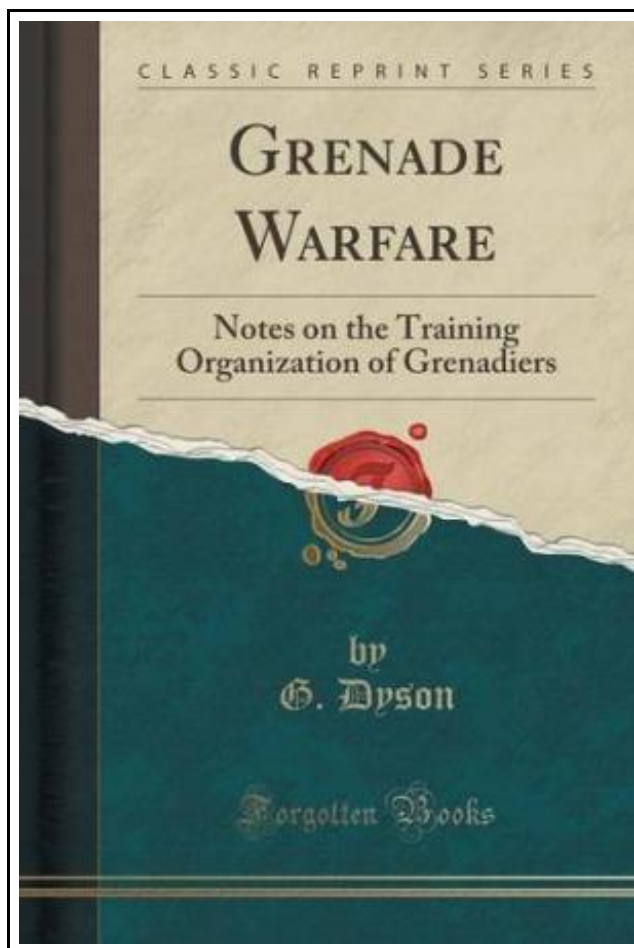 CLASSIC REPRINT SERIES
GRENADE
WARFARE
Notes on the Training
Organization of Grenadiers
F
by
G. Dyson
Forgotten Books